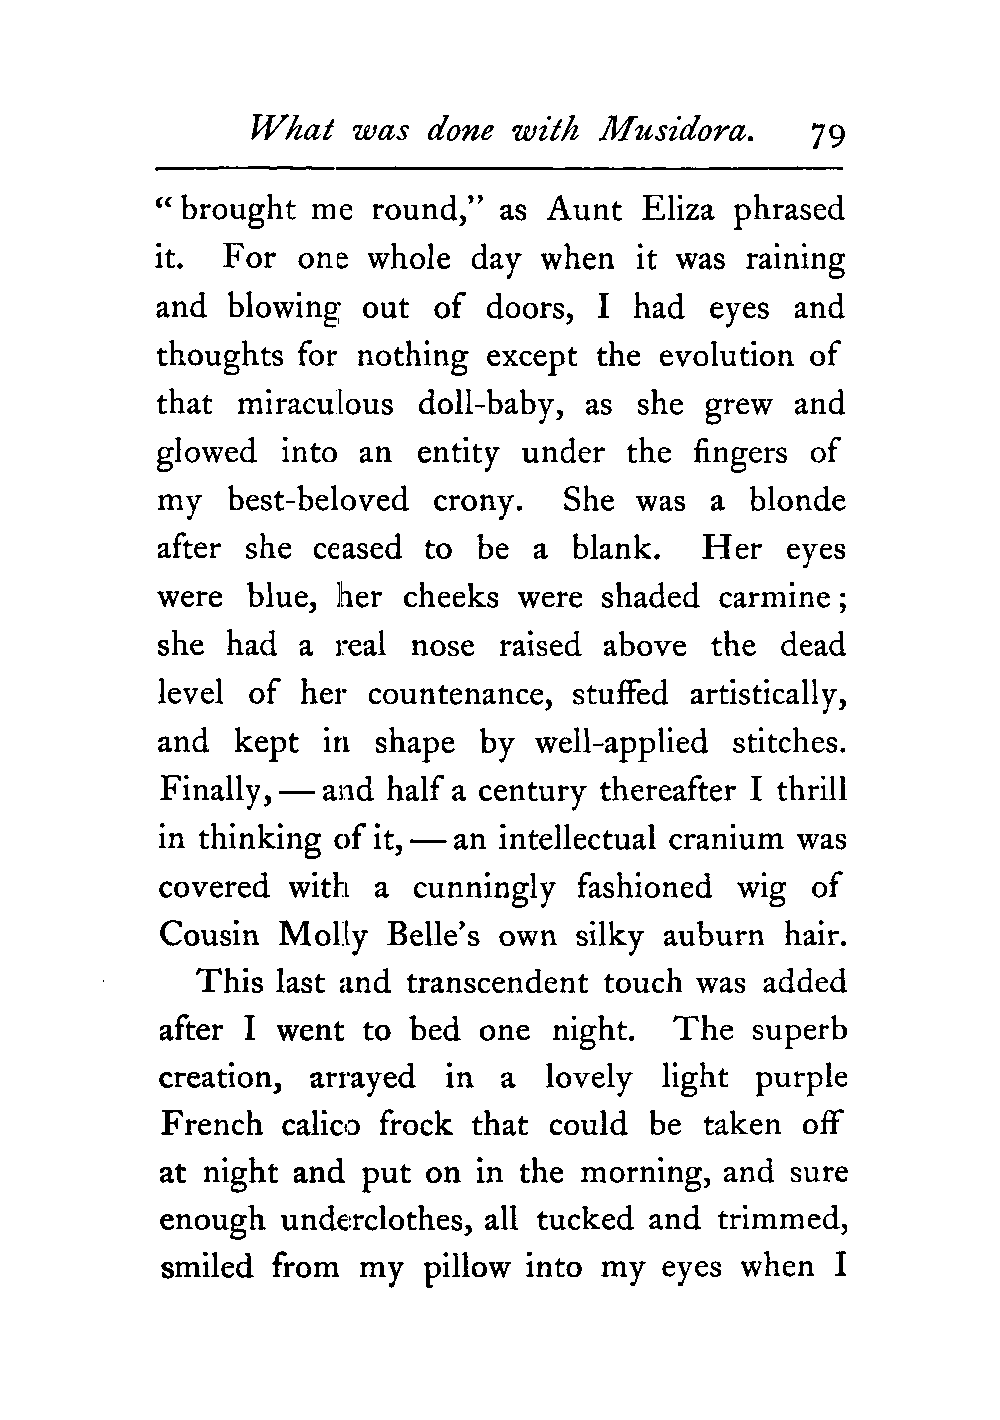 What was done with Musidora. 79
“brought me round,” as Aunt Eliza phrased
it. For one whole day when it was raining
and blowing out of doors, I had eyes and
thoughts for nothing except the evolution of
that miraculous doll-baby, as she grew and
glowed into an entity under the fingers of
my best-beloved crony. She was a blonde
after she ceased to be a blank. Her eyes
were blue, her cheeks were shaded carmine;
she had a real nose raised above the dead
level of her countenance, stuffed artistically,
and kept in shape by well-applied stitches.
Finally,—and half a century thereafter I thrill
in thinking of it,—an intellectual cranium was
covered with a cunningly fashioned wig of
Cousin Molly Belle’s own silky auburn hair.
This last and transcendent touch was added
after I went to bed one night. The superb
creation, arrayed in a lovely light purple
French calico frock that could be taken off
at night and put on in the morning, and sure
enough underclothes, all tucked and trimmed,
smiled from my pillow into my eyes when I